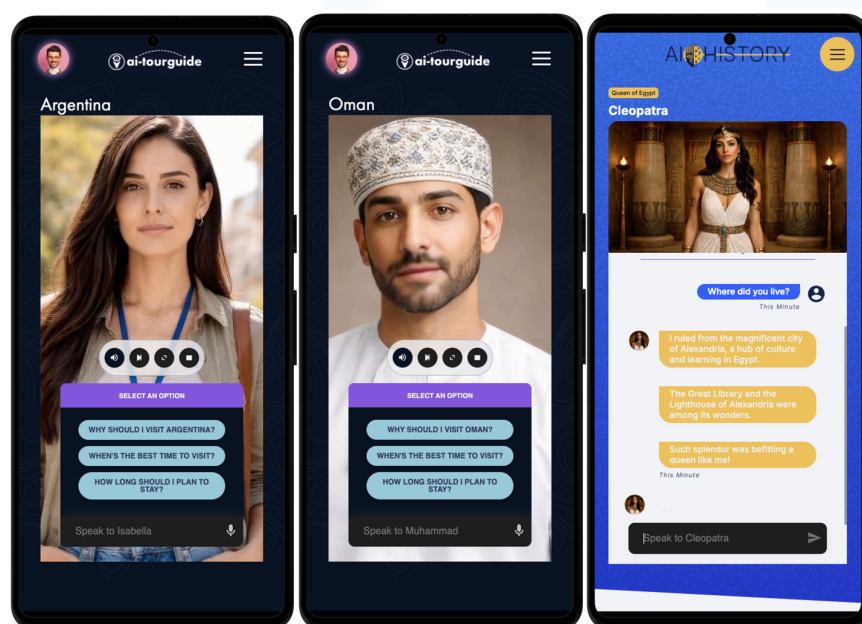 ai-tourguide
Argentina
SELECT AN OPTION
WHY SHOULD I VISIT ARGENTINA?
WHEN'S THE BEST TIME TO VISIT?
HOW LONG SHOULD I PLAN TO
STAY?
Speak to Isabella
ai-tourguide
Oman
SELECT AN OPTION
WHY SHOULD I VISIT OMAN?
WHEN'S THE BEST TIME TO VISIT?
HOW LONG SHOULD I PLAN TO
STAY?
Speak to Muhammad
AI HISTORY
Queen of Egypt
Cleopatra
Where did you live?
This Minute
I ruled from the magnificent city
of Alexandria, a hub of culture
and learning in Egypt.
The Great Library and the
Lighthouse of Alexandria were
among its wonders.
Such splendor was befitting a
queen like me!
This Minute
Speak to Cleopatra